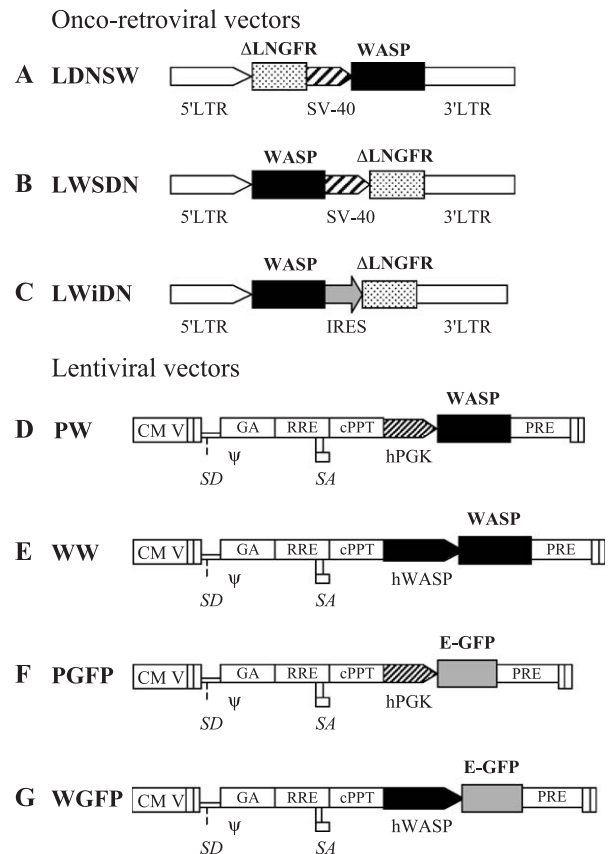 Onco-retroviral vectors
ΔLNGFR WASP
A LDNSW
5'LTR SV-40 3'LTR
WASP ΔLNGFR
B LWSDN
5'LTR SV-40 3'LTR
WASP ΔLNGFR
C LWiDN
5'LTR IRES 3'LTR
Lentiviral vectors
WASP
D PW CM V GA RRE cPPT PRE
hPGK
SD ψ SA
WASP
E WW CM V GA RRE cPPT PRE
hWASP
SD ψ SA
E-GFP
F PGFP CM V GA RRE cPPT PRE
hPGK
SD ψ SA
E-GFP
G WGFP CM V GA RRE cPPT PRE
hWASP
SD ψ SA